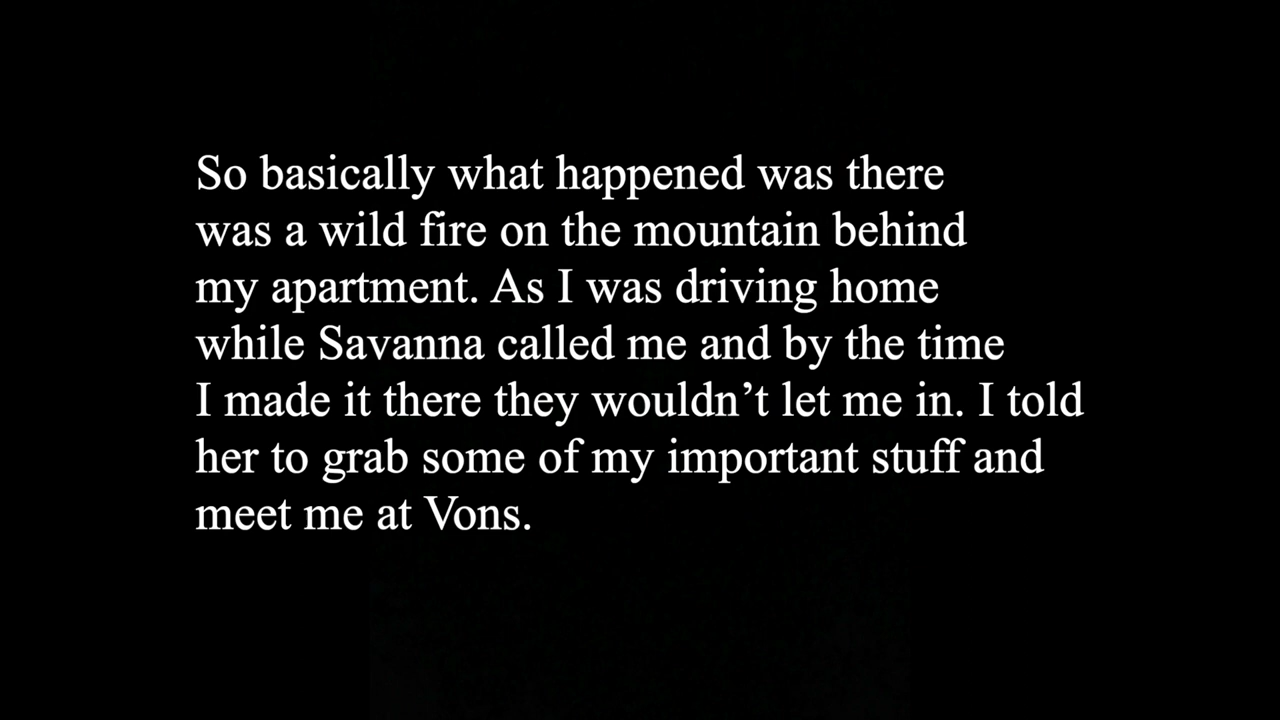 So basically what happened was there
was a wild fire on the mountain behind
my apartment. As I was driving home
while Savanna called me and by the time
I made it there they wouldn’t let me in. I told
her to grab some of my important stuff and
meet me at Vons.